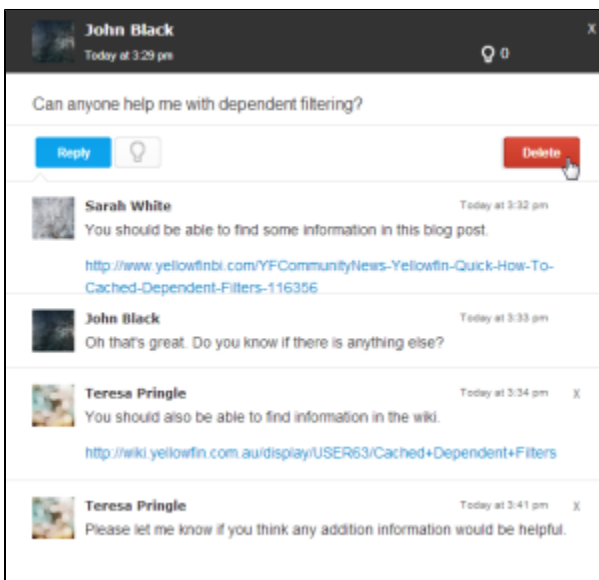 John Black
X
Today at 3:29 pm
0
Can anyone help me with dependent filtering?
Reply
Delete
Sarah White
Today at 3:32 pm
You should be able to find some information in this blog post.
http://www.yellowfinbi.com/YFCommunityNews-Yellowfin-Quick-How-To-
Cached-Dependent-Filters-116356
John Black
Today at 3:33 pm
Oh that's great. Do you know if there is anything else?
Teresa Pringle
Today at 3:34 pm
X
You should also be able to find information in the wiki.
http://wiki.yellowfin.com.au/display/USER63/Cached+Dependent+Filters
Teresa Pringle
Today at 3:41 pm
X
Please let me know if you think any addition information would be helpful.